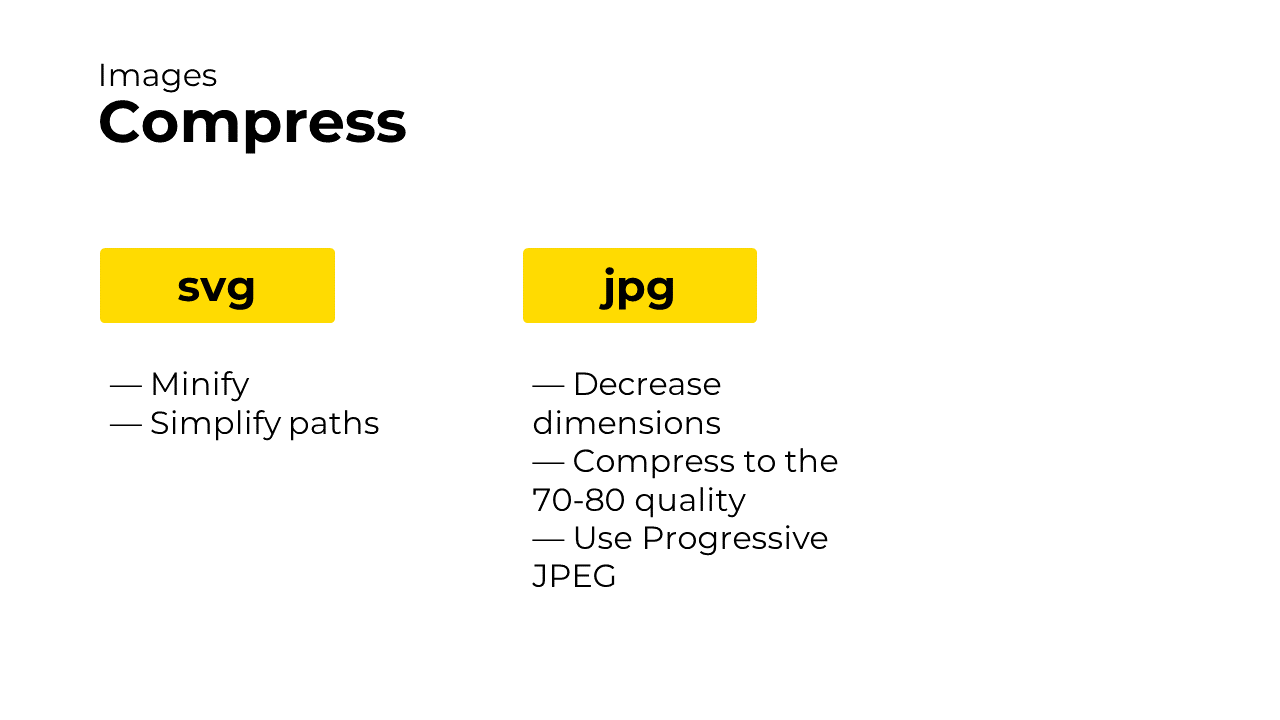 Images
Compress
svg
— Minify
— Simplify paths
jpg
— Decrease
dimensions
— Compress to the
70-80 quality
— Use Progressive
JPEG